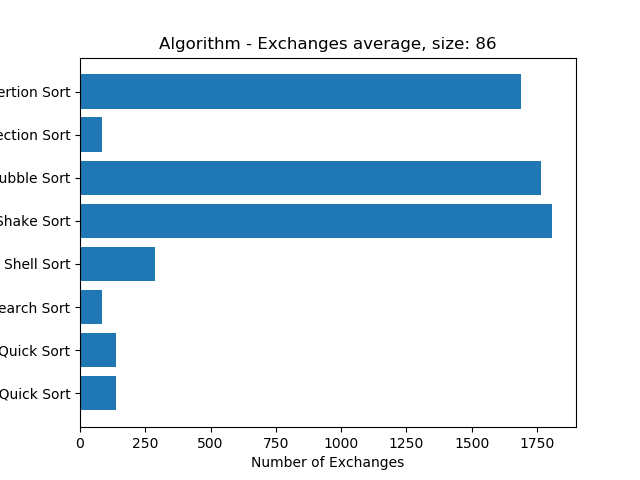 Algorithm - Exchanges average, size: 86
ertion Sort
ection Sort
ubble Sort
Shake Sort
Shell Sort
earch Sort
Quick Sort
Quick Sort
0 250 500 750 1000 1250 1500 1750
Number of Exchanges